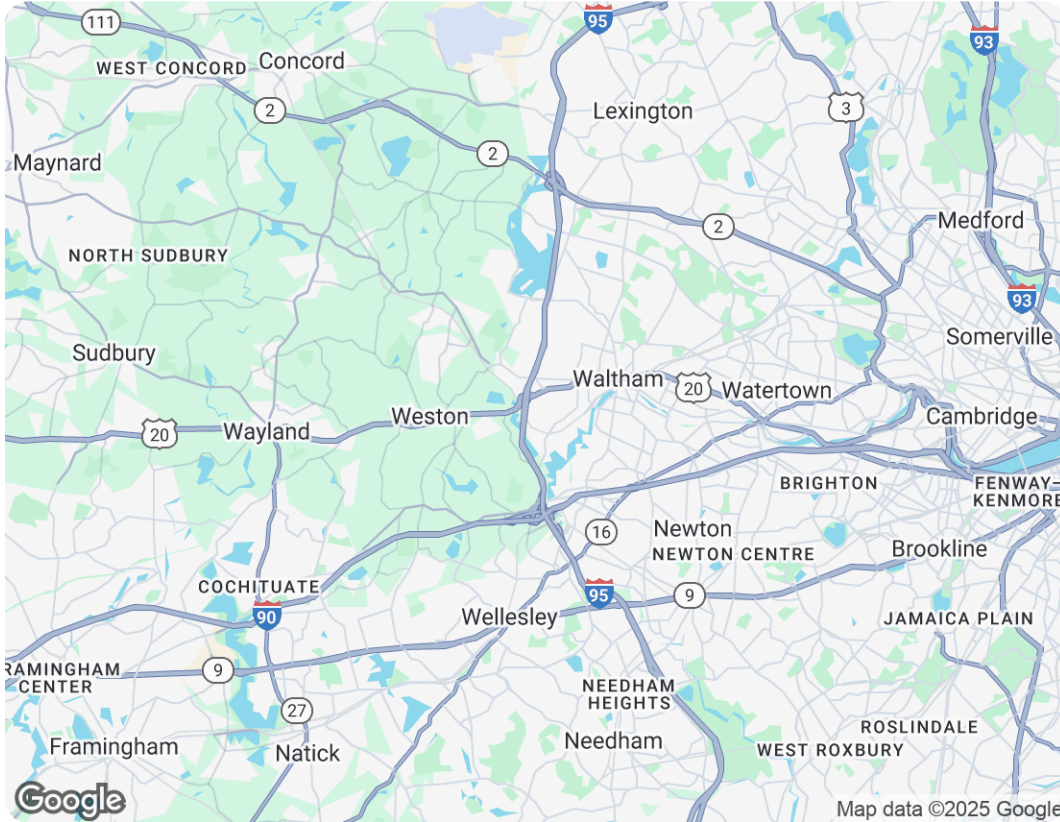 95
111
93
Concord
WEST CONCORD
2
3
Lexington
2
Maynard
2
Medford
NORTH SUDBURY
93
Somerville
Sudbury
Waltham
20
Watertown
Weston
Cambridge
20
Wayland
BRIGHTON
FENWAY–
KENMORE
16
Newton
Brookline
NEWTON CENTRE
COCHITUATE
95
9
90
Wellesley
JAMAICA PLAIN
RAMINGHAM
CENTER
9
NEEDHAM
HEIGHTS
27
ROSLINDALE
Framingham
Natick
Needham
WEST ROXBURY
Google
Map data ©2025 Google